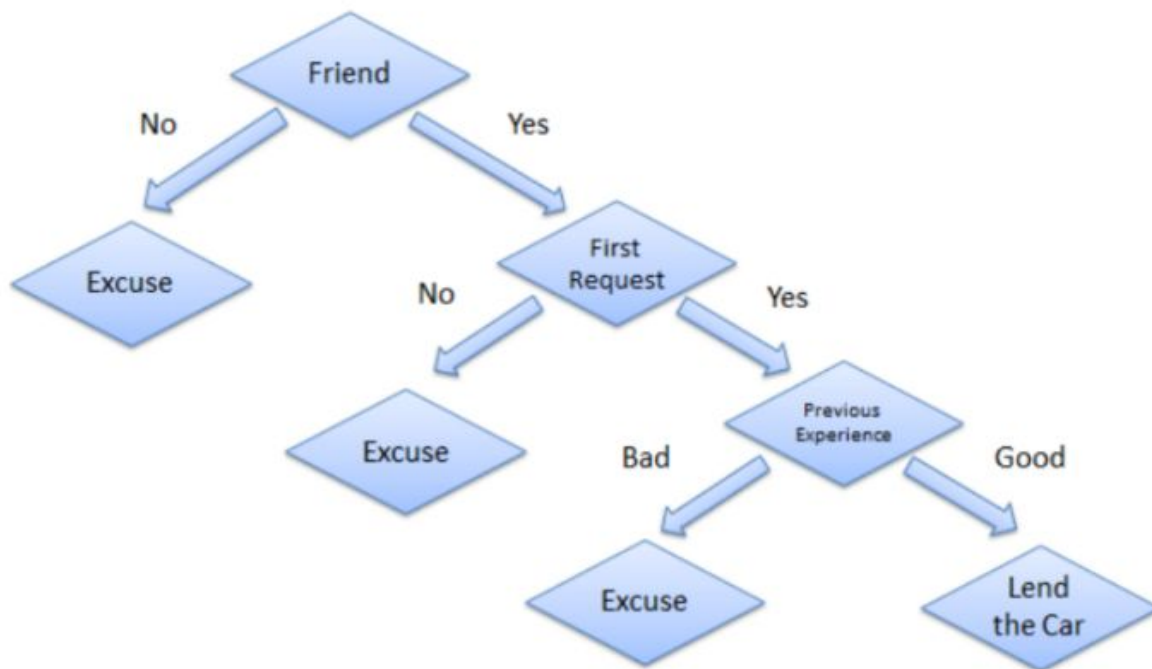 Friend
No
Yes
Excuse
First
Request
No
Yes
Excuse
Previous
Experience
Bad
Good
Excuse
Lend
the Car